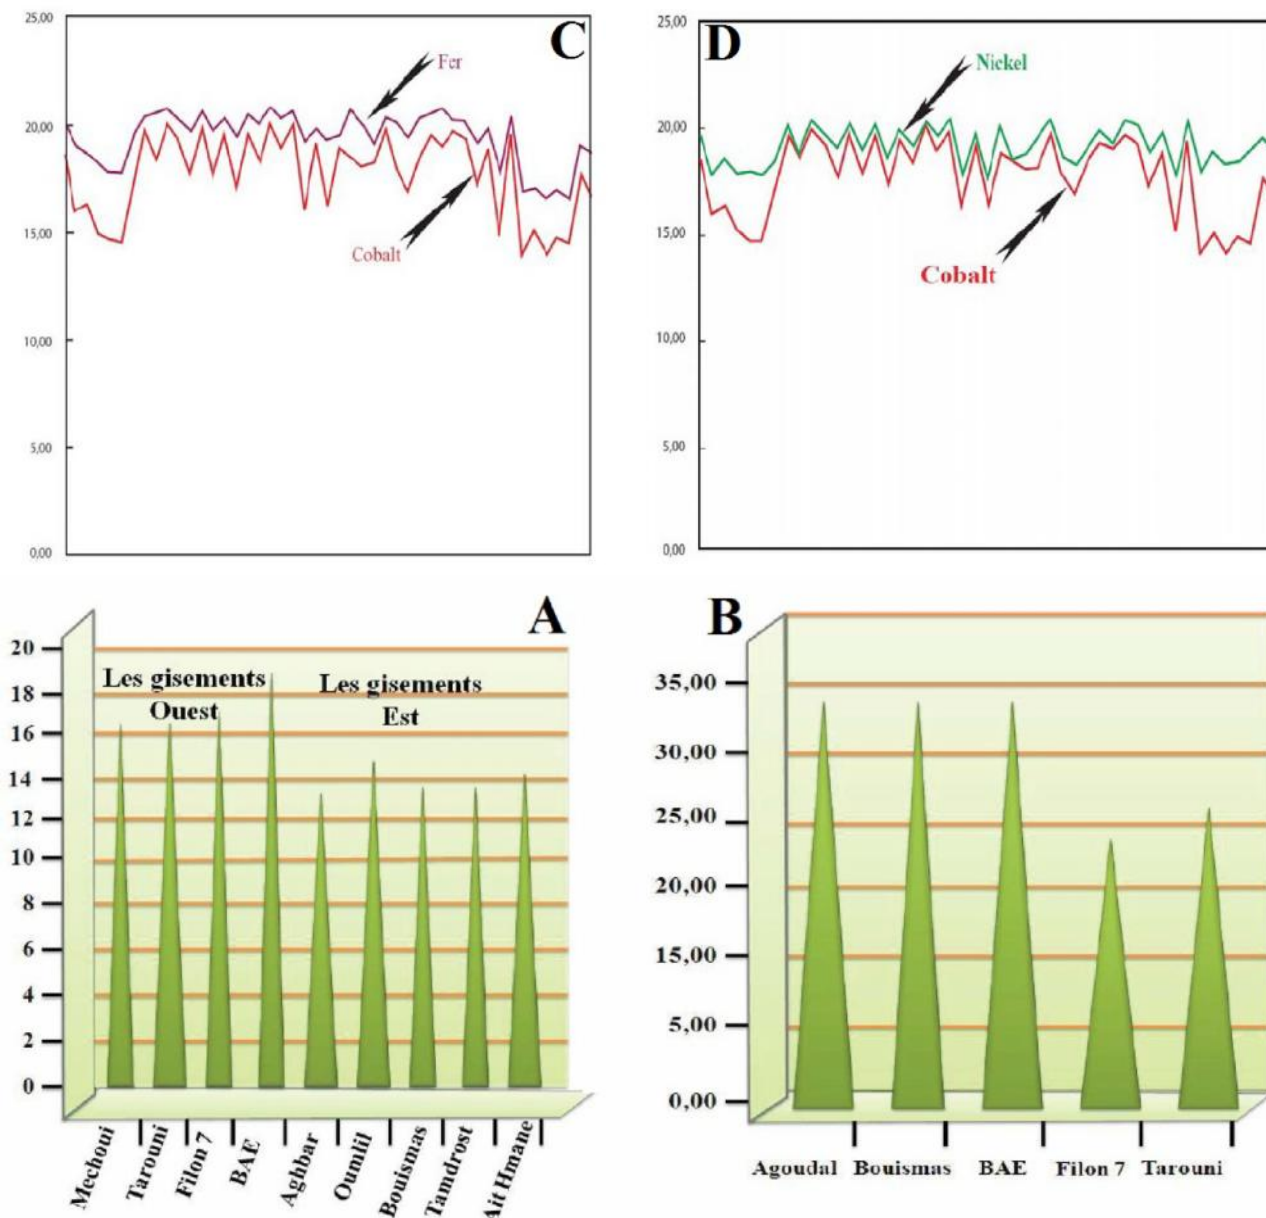 25,00
C
Fer
20,00
15,00
Cobalt
10,00
5,00
0,00
25,00
D
Nickel
20,00
15,00
Cobalt
10,00
5,00
0,00
A
20
Les gisements
Ouest
Les gisements
Est
18
16
14
12
10
8
6
4
2
0
Mechoui
Tarouni
Filon 7
BAE
Aghbar
Oumlil
Bouismas
Tamdrost
Ait Hmane
B
35,00
30,00
25,00
20,00
15,00
5,00
0,00
Agoudal
Bouismas
BAE
Filon 7
Tarouni